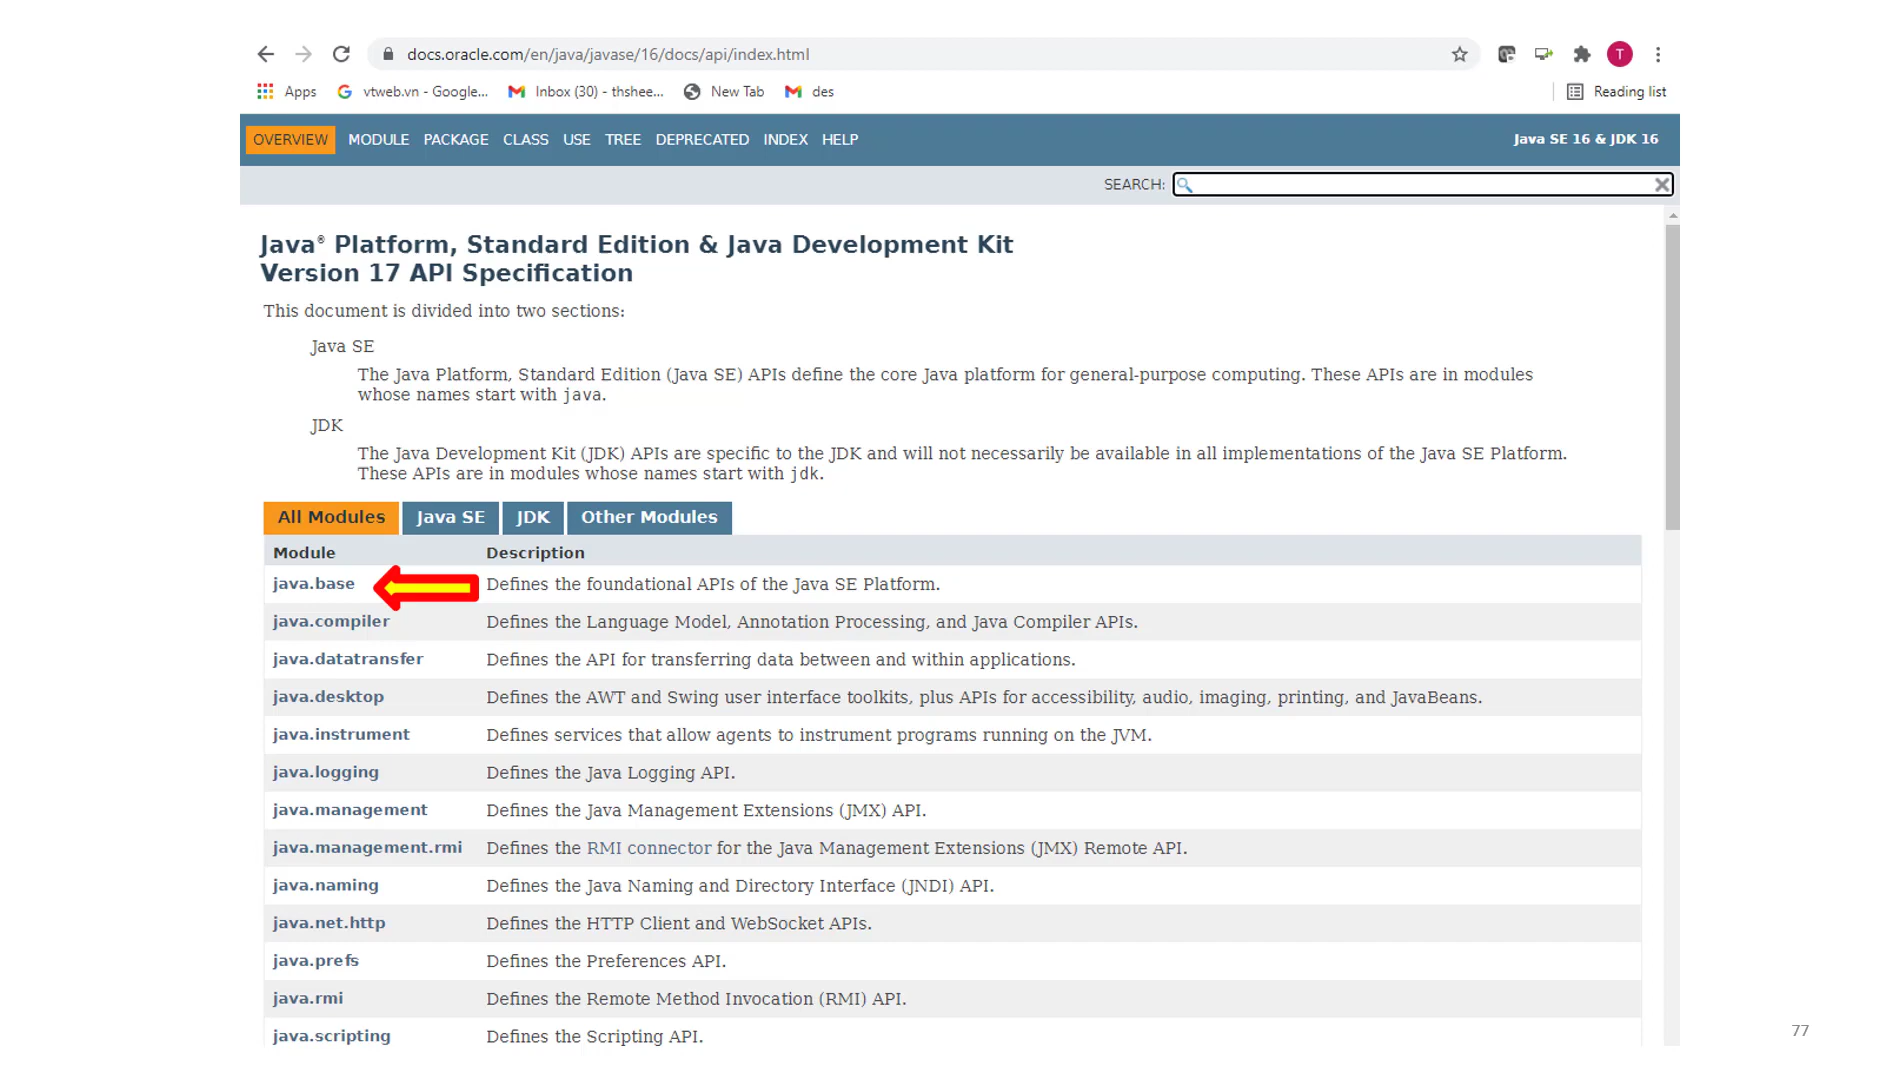 docs.oracle.com/en/java/javase/16/docs/api/index.html
T
Apps vtweb.vn - Google... Inbox (30) - thshee... New Tab des Reading list
OVERVIEW MODULE PACKAGE CLASS USE TREE DEPRECATED INDEX HELP Java SE 16 & JDK 16
SEARCH:
Java® Platform, Standard Edition & Java Development Kit
Version 17 API Specification
This document is divided into two sections:
Java SE
The Java Platform, Standard Edition (Java SE) APIs define the core Java platform for general-purpose computing. These APIs are in modules
whose names start with java.
JDK
The Java Development Kit (JDK) APIs are specific to the JDK and will not necessarily be available in all implementations of the Java SE Platform.
These APIs are in modules whose names start with jdk.
All Modules Java SE JDK Other Modules
Module Description
java.base Defines the foundational APIs of the Java SE Platform.
java.compiler Defines the Language Model, Annotation Processing, and Java Compiler APIs.
java.datatransfer Defines the API for transferring data between and within applications.
java.desktop Defines the AWT and Swing user interface toolkits, plus APIs for accessibility, audio, imaging, printing, and JavaBeans.
java.instrument Defines services that allow agents to instrument programs running on the JVM.
java.logging Defines the Java Logging API.
java.management Defines the Java Management Extensions (JMX) API.
java.management.rmi Defines the RMI connector for the Java Management Extensions (JMX) Remote API.
java.naming Defines the Java Naming and Directory Interface (JNDI) API.
java.net.http Defines the HTTP Client and WebSocket APIs.
java.prefs Defines the Preferences API.
java.rmi Defines the Remote Method Invocation (RMI) API.
java.scripting Defines the Scripting API.
77